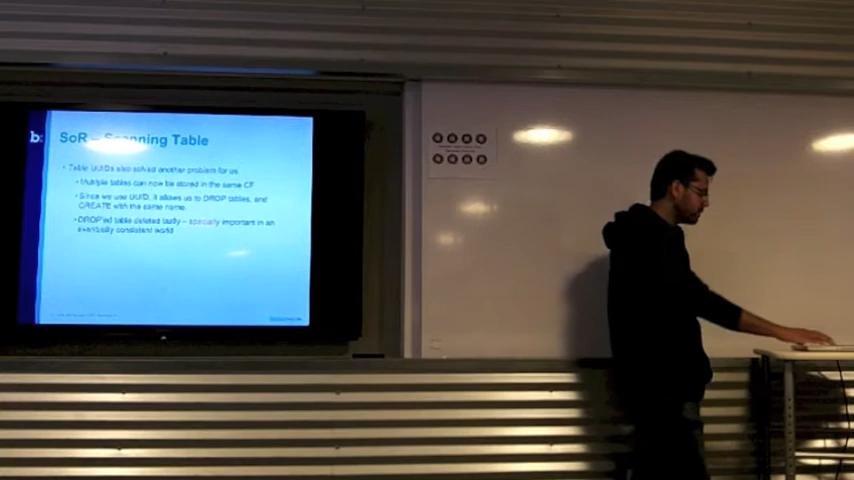 b:
SoR – Scanning Table
• Table UUIDs also solved another problem for us
• Multiple tables can now be stored in the same CF
• Since we use UUID, it allows us to DROP tables, and
CREATE with the same name.
• DROP'ed table deleted lazily – specially important in an
eventually consistent world